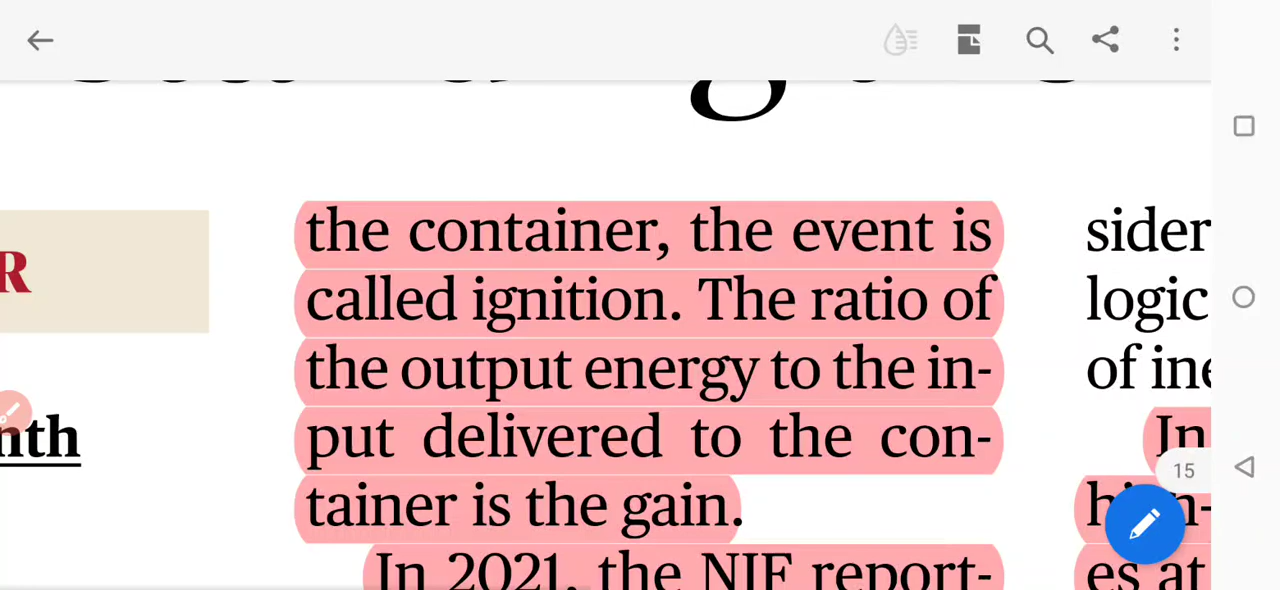 R
nth
the container, the event is
called ignition. The ratio of
the output energy to the in-
put delivered to the con-
tainer is the gain.
In 2021, the NIF report-
sider
logic
of ine
In
es at
15